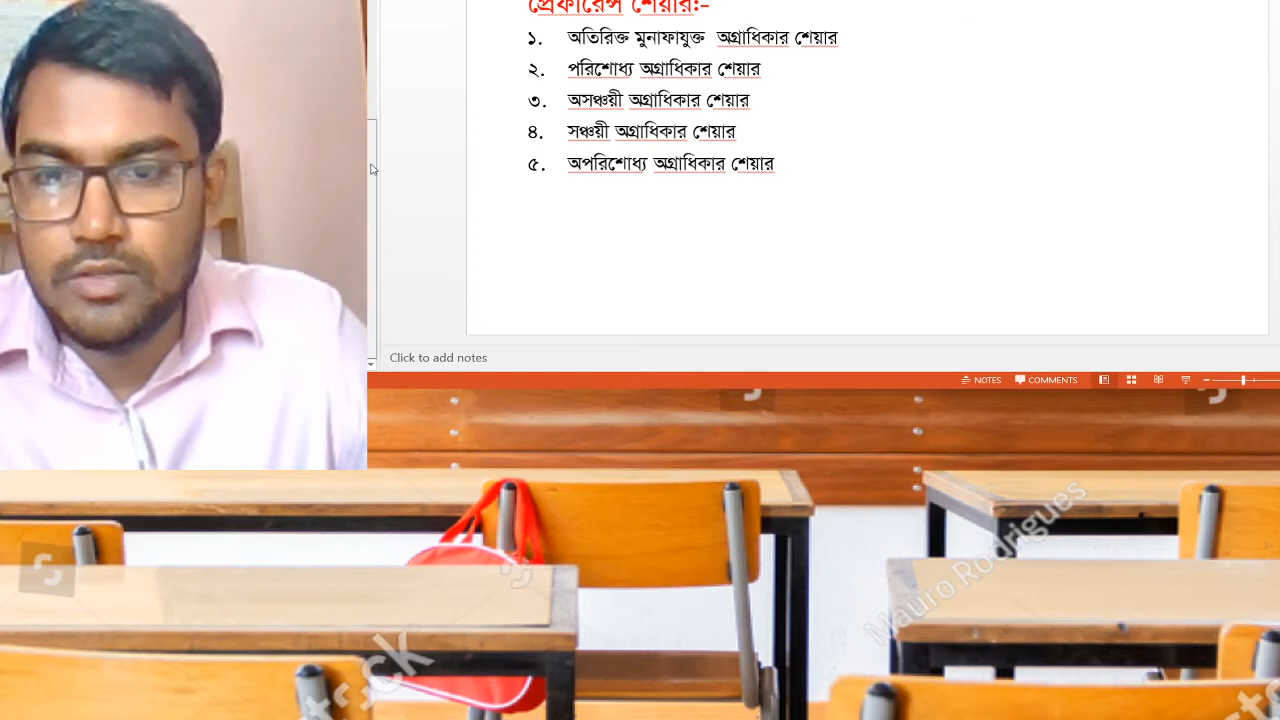 প্রেফারেন্স শেয়ার:-
১. অতিরিক্ত মুনাফাযুক্ত অগ্রাধিকার শেয়ার
২. পরিশোধ্য অগ্রাধিকার শেয়ার
৩. অসঞ্চয়ী অগ্রাধিকার শেয়ার
৪. সঞ্চয়ী অগ্রাধিকার শেয়ার
৫. অপরিশোধ্য অগ্রাধিকার শেয়ার
Click to add notes
NOTES COMMENTS
Mauro Rodrigues